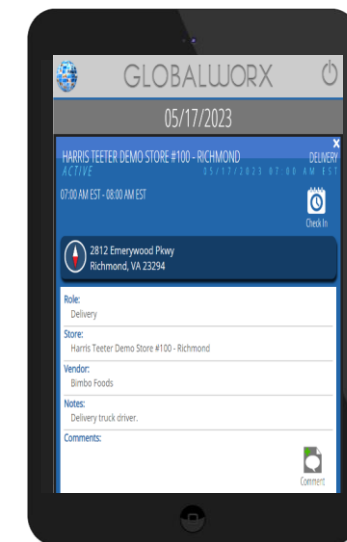 GLOBALWORX
05/17/2023
HARRIS TEETER DEMO STORE #100 - RICHMOND
DELIVERY
ACTIVE
05/17/2023 07:00 AM EST
07:00 AM EST - 08:00 AM EST
Check In
2812 Emerywood Pkwy
Richmond, VA 23294
Role:
Delivery
Store:
Harris Teeter Demo Store #100 - Richmond
Vendor:
Bimbo Foods
Notes:
Delivery truck driver.
Comments:
Comment